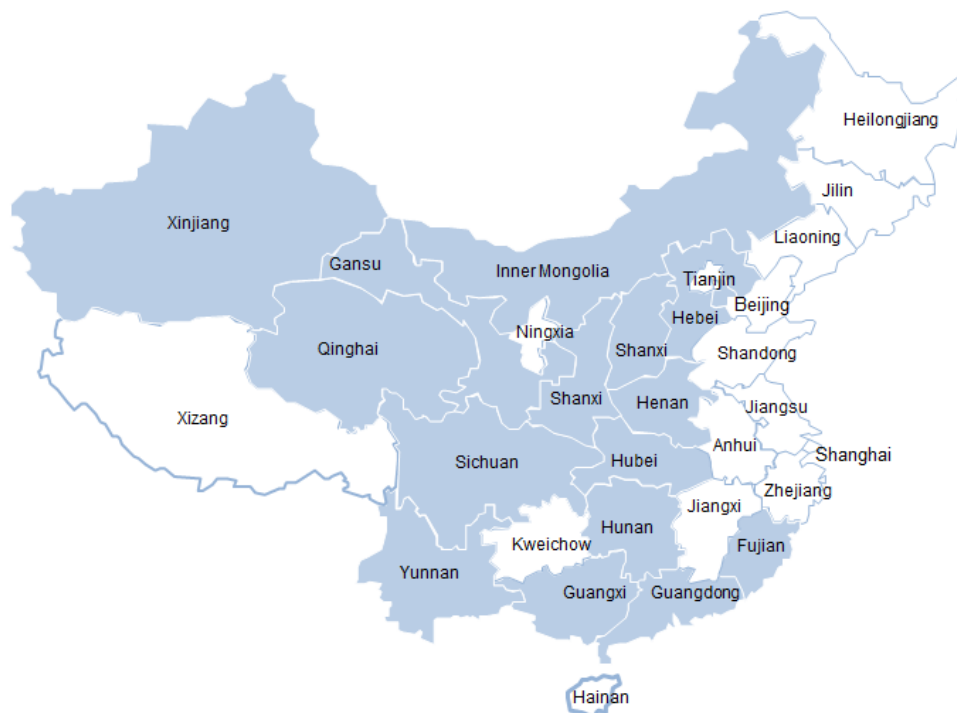 Heilongjiang
Jilin
Xinjiang
Liaoning
Gansu
Inner Mongolia
Tianjin
Beijing
Hebei
Ningxia
Qinghai
Shanxi
Shandong
Shanxi
Henan
Jiangsu
Xizang
Anhui
Shanghai
Sichuan
Hubei
Zhejiang
Jiangxi
Hunan
Kweichow
Fujian
Yunnan
Guangxi
Guangdong
Hainan